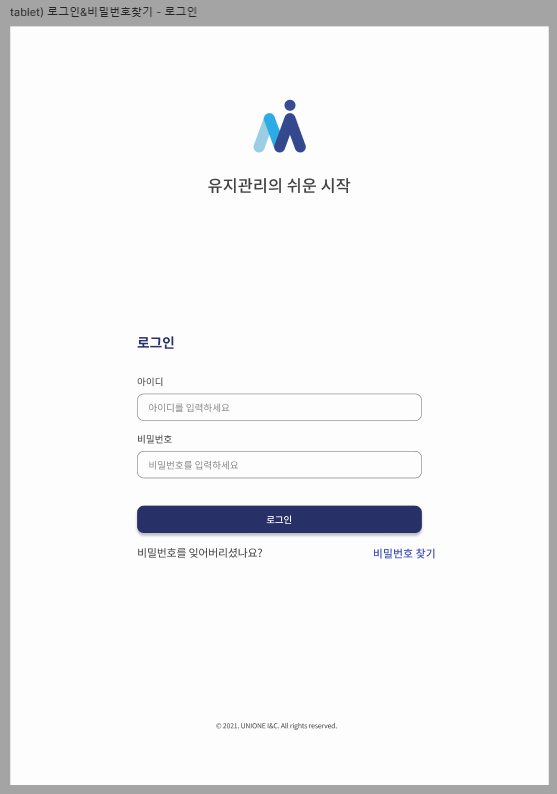 tablet) 로그인&비밀번호찾기 - 로그인
유지관리의 쉬운 시작
로그인
아이디
아이디를 입력하세요
비밀번호
비밀번호를 입력하세요
로그인
비밀번호를 잊어버리셨나요? 비밀번호 찾기
© 2021. UNIONE I&C. All rights reserved.